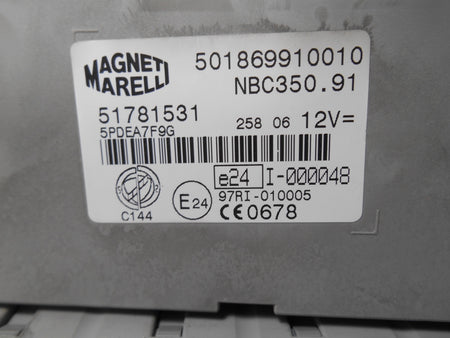 MAGNETI MARELLI
501869910010
NBC350.91
51781531
5PDEA7F9G
258 06 12V=
e24 I-000048
97RI-010005
E24
CE0678
C144